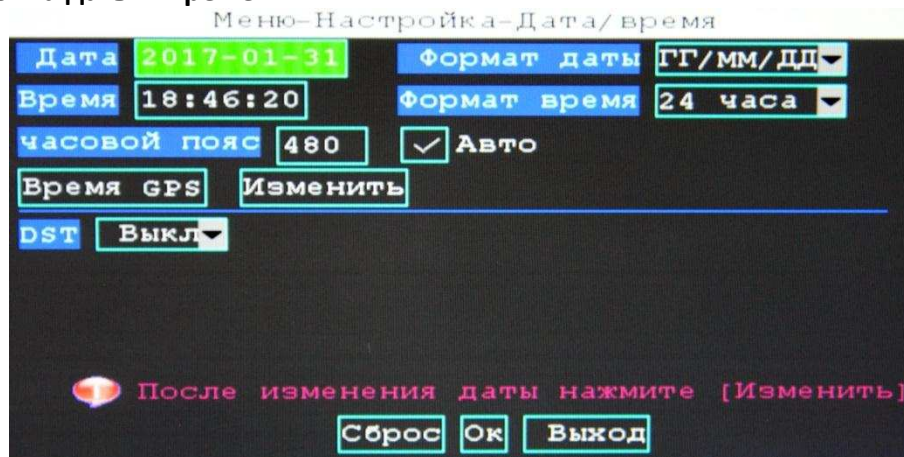 Меню-Настройка-Дата/время
Дата 2017-01-31 Формат даты ГГ/мм/ДД
Время 18:46:20 Формат время 24 часа
часовой пояс 480 Авто
Время GPS Изменить
DST Выкл
После изменения даты нажмите [Изменить]
Сброс Ок Выход